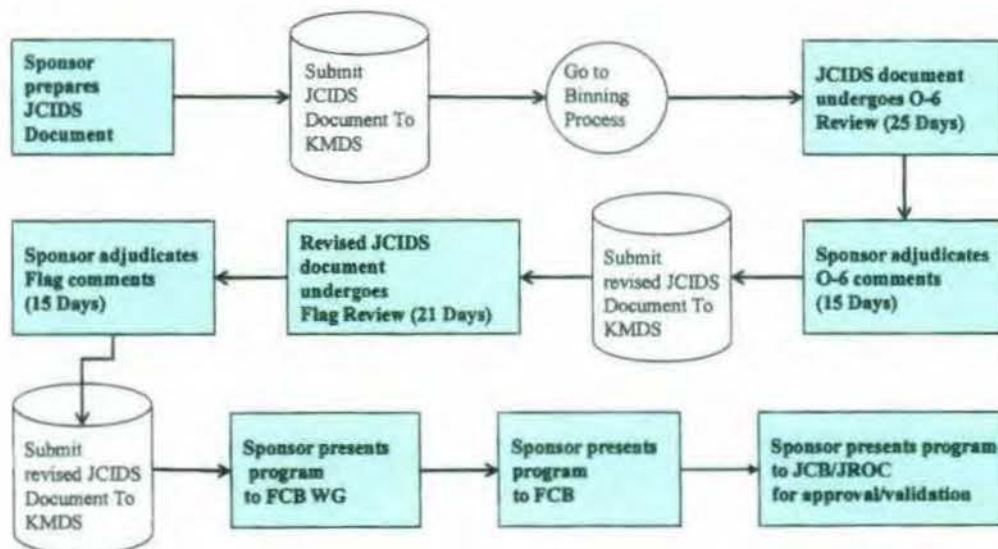 Sponsor
prepares
JCIDS
Document
Submit
JCIDS
Document To
KMDS
Go to
Binning
Process
JCIDS document
undergoes O-6
Review (25 Days)
Sponsor adjudicates
O-6 comments
(15 Days)
Submit
revised JCIDS
Document To
KMDS
Revised JCIDS
document
undergoes
Flag Review (21 Days)
Sponsor adjudicates
Flag comments
(15 Days)
Submit
revised JCIDS
Document To
KMDS
Sponsor presents
program
to FCB WG
Sponsor presents
program
to FCB
Sponsor presents program
to JCB/JROC
for approval/validation